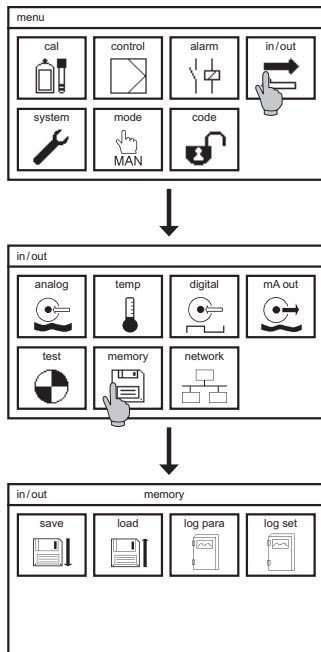 menu
cal control alarm in/out
system mode code
MAN
in/out
analog temp digital mA out
test memory network
in/out memory
save load log para log set